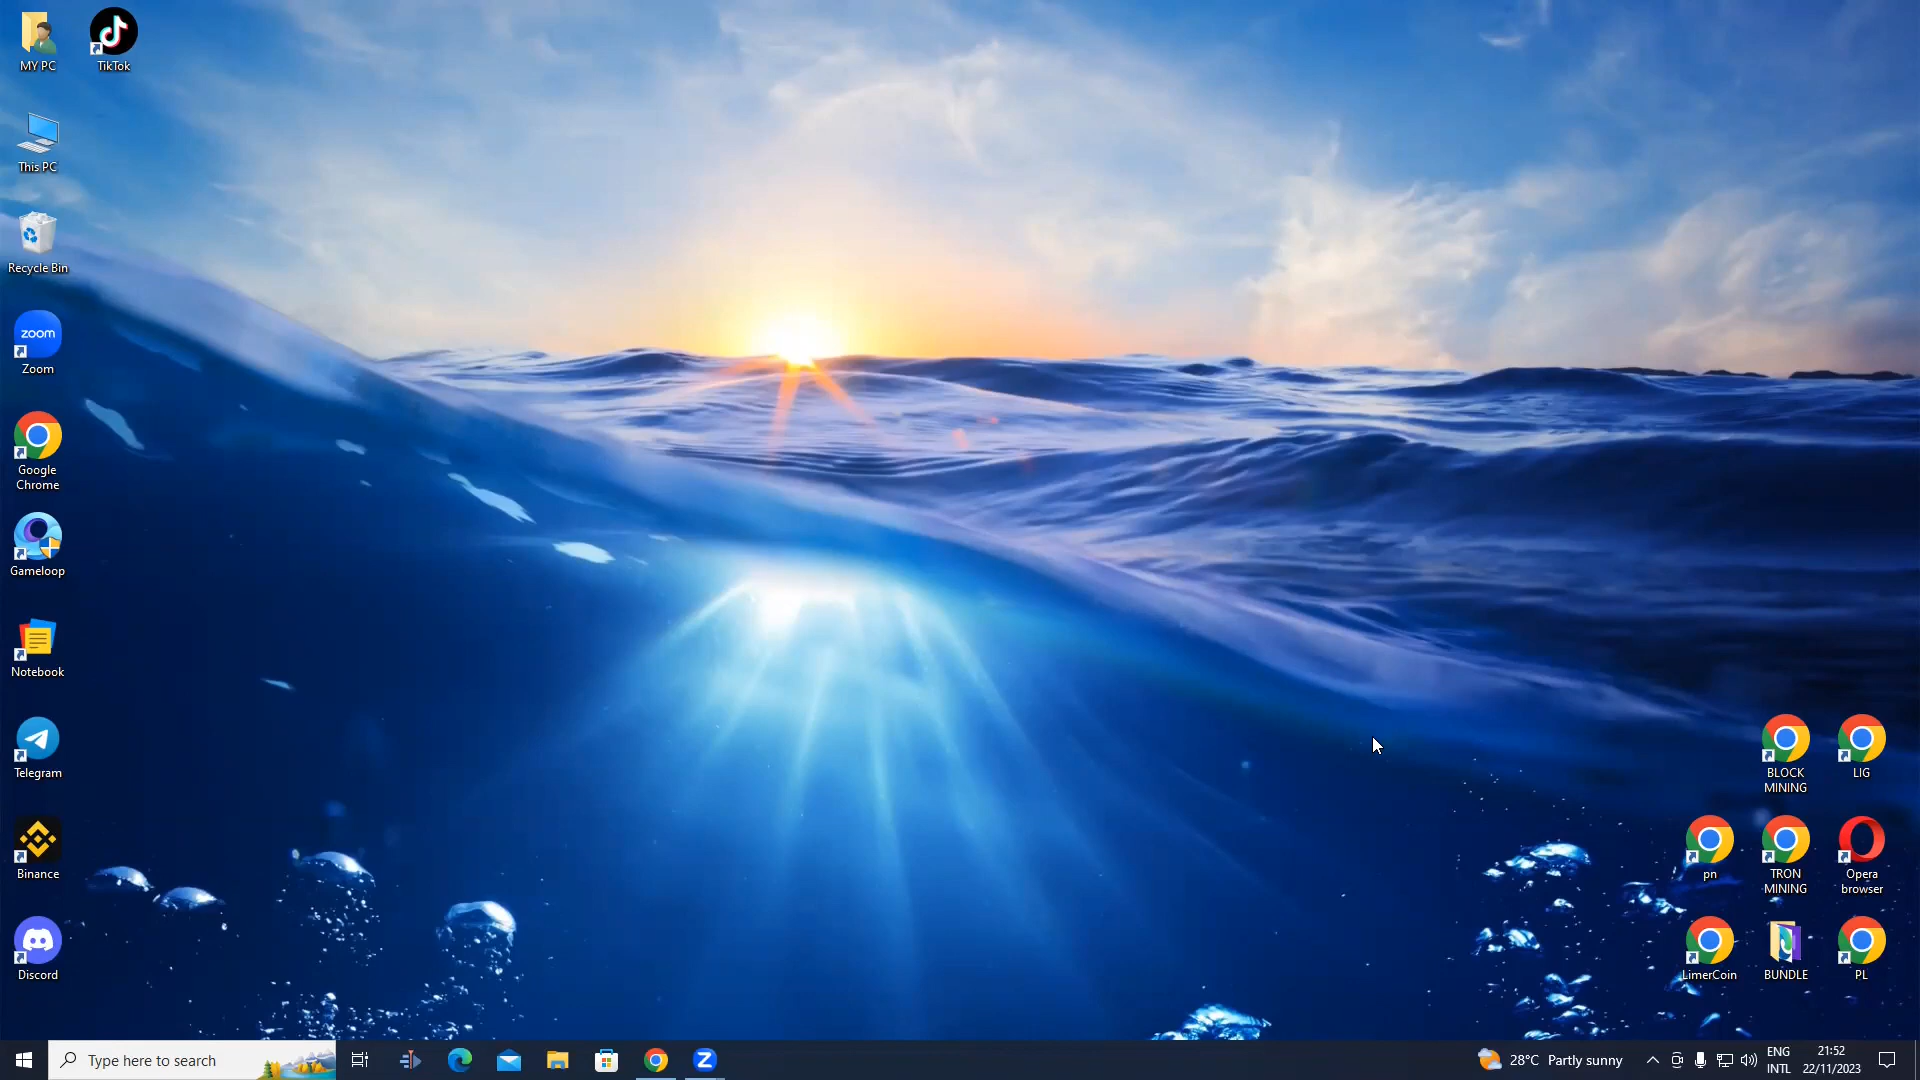 MY PC
TikTok
This PC
Recycle Bin
zoom
Zoom
Google
Chrome
Gameloop
Notebook
Telegram
Binance
Discord
BLOCK
MINING
LIG
pn
TRON
MINING
Opera
browser
LimerCoin
BUNDLE
PL
Type here to search
Z
28°C Partly sunny
ENG
INTL
21:52
22/11/2023